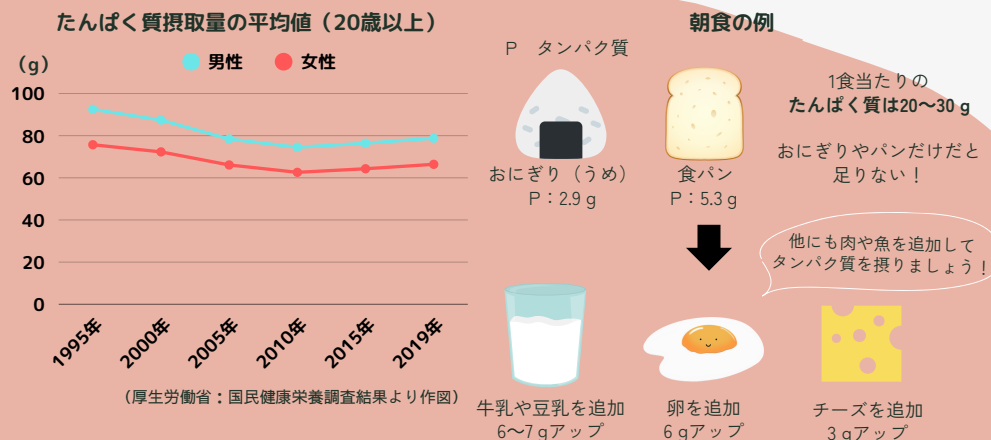 たんぱく質摂取量の平均値（20歳以上）
（g）
男性 女性
100
80
60
40
20
0
1995年
2000年
2005年
2010年
2015年
2019年
（厚生労働省：国民健康栄養調査結果より作図）
朝食の例
P　タンパク質
おにぎり（うめ）
P：2.9 g
食パン
P：5.3 g
1食当たりの
たんぱく質は20〜30 g
おにぎりやパンだけだと
足りない！
他にも肉や魚を追加して
タンパク質を摂りましょう！
牛乳や豆乳を追加
6〜7 gアップ
卵を追加
6 gアップ
チーズを追加
3 gアップ